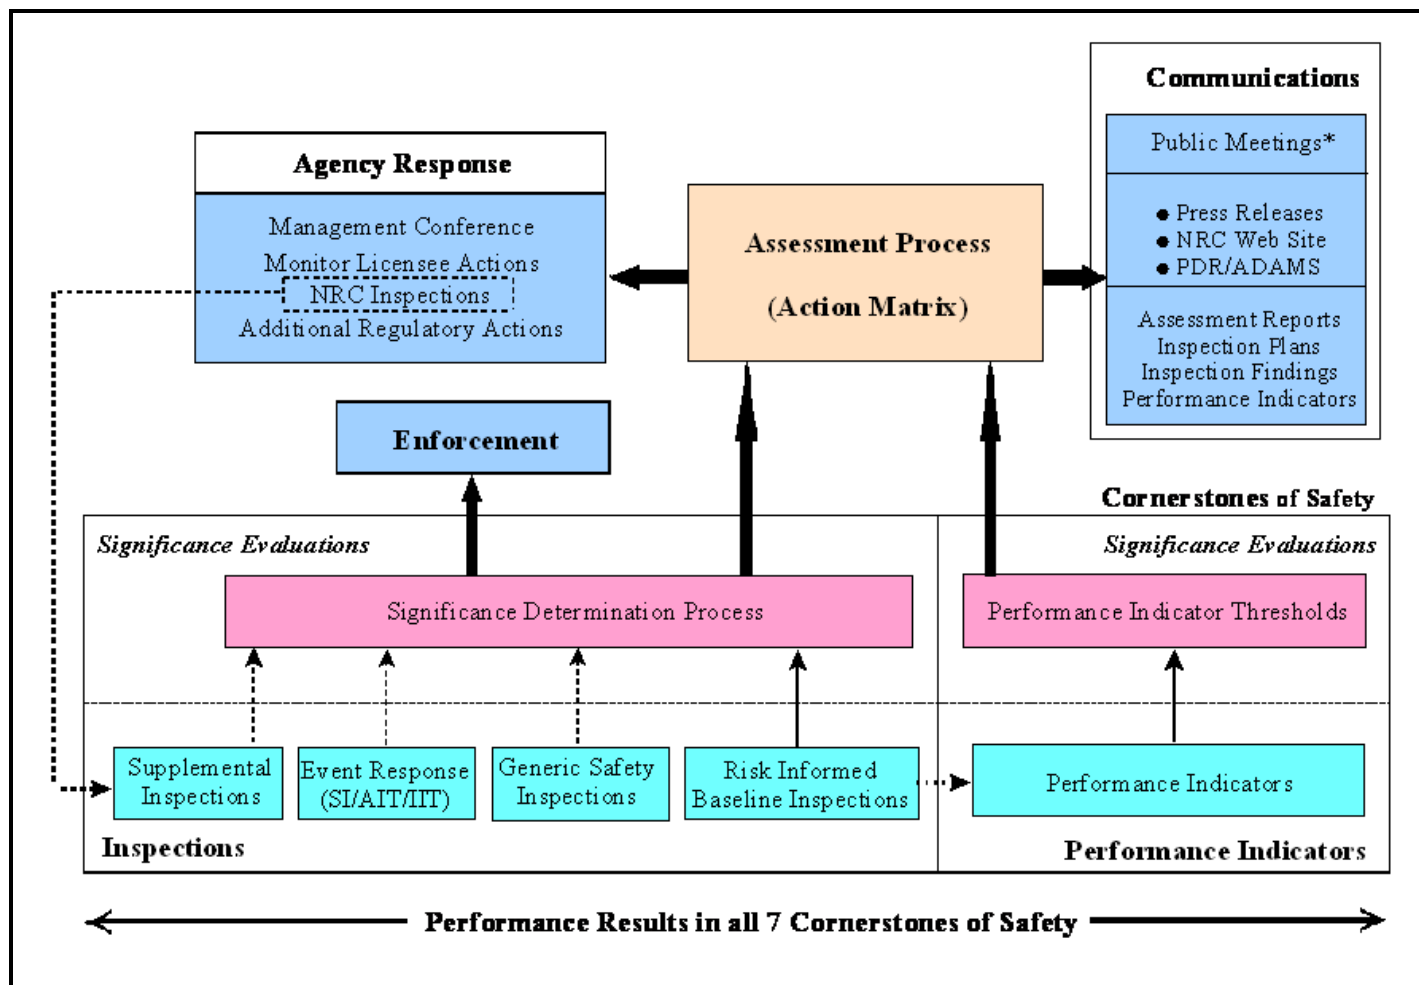 Communications
Public Meetings*
● Press Releases
● NRC Web Site
● PDR/ADAMS
Assessment Reports
Inspection Plans
Inspection Findings
Performance Indicators
Agency Response
Management Conference
Monitor Licensee Actions
NRC Inspections
Additional Regulatory Actions
Assessment Process
(Action Matrix)
Enforcement
Cornerstones of Safety
Significance Evaluations
Significance Evaluations
Significance Determination Process
Performance Indicator Thresholds
Supplemental
Inspections
Event Response
(SI/AIT/IIT)
Generic Safety
Inspections
Risk Informed
Baseline Inspections
Performance Indicators
Inspections
Performance Indicators
Performance Results in all 7 Cornerstones of Safety